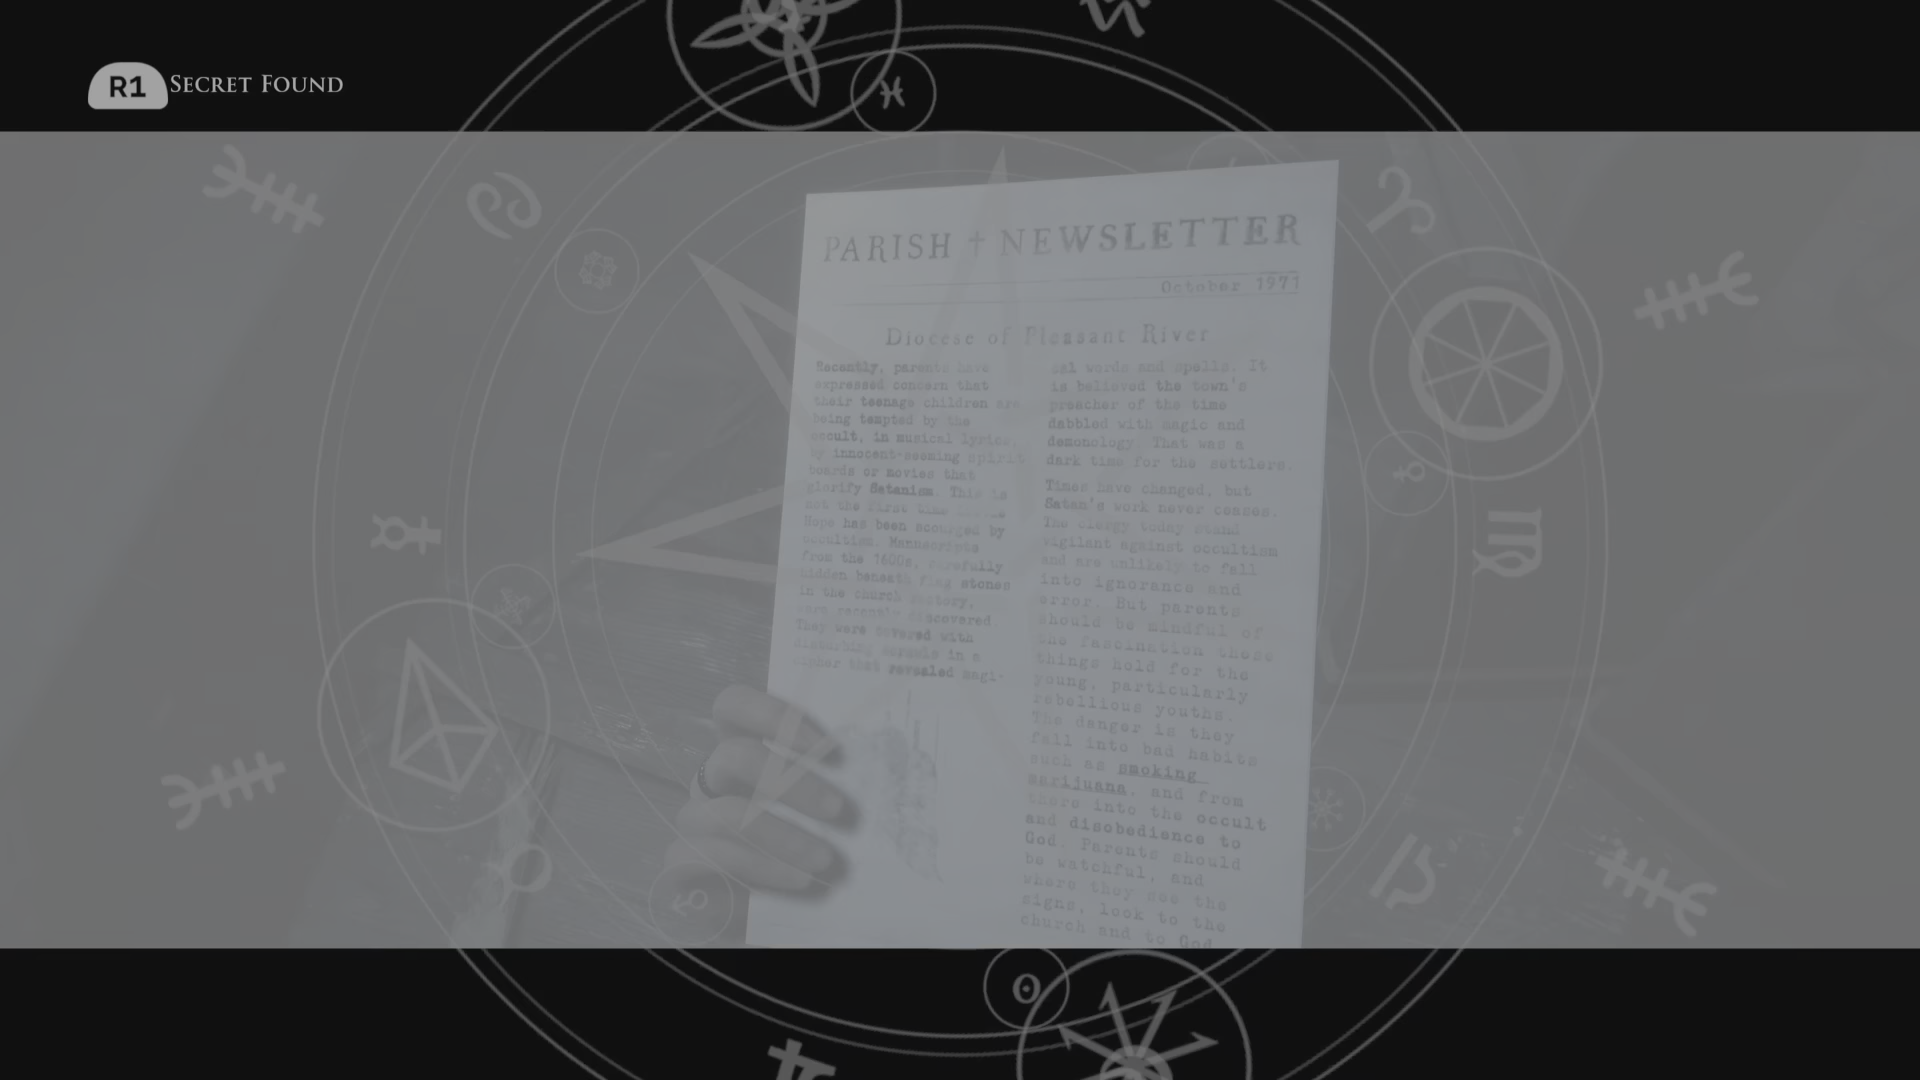 R1 SECRET FOUND
PARISH † NEWSLETTER
October 1971
Diocese of Pleasant River
Recently, parents have
expressed concern that
their teenage children are
being tempted by the
occult, in musical lyrics,
by innocent-seeming spirit
boards or movies that
glorify Satanism. This is
not the first time
Hope has been scourged by
occultism. Manuscripts
from the 1600s, carefully
hidden beneath flag stones
in the church rectory,
were recently discovered.
They were covered with
disturbing symbols in a
cipher that revealed magi-
cal words and spells. It
is believed the town's
preacher of the time
dabbled with magic and
demonology. That was a
dark time for the settlers.
Times have changed, but
Satan's work never ceases.
The clergy today stand
vigilant against occultism
and are unlikely to fall
into ignorance and
error. But parents
should be mindful of
the fascination these
things hold for the
young, particularly
rebellious youths.
The danger is they
fall into bad habits
such as smoking
marijuana, and from
there into the occult
and disobedience to
God. Parents should
be watchful, and
where they see the
signs, look to the
church and to God